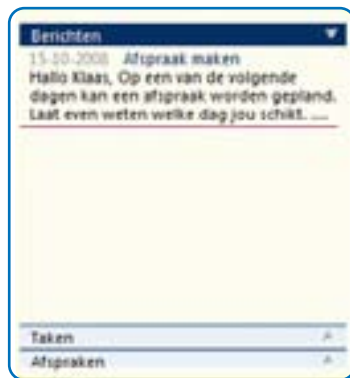 Berichten
15-10-2008 Afspraak maken
Hallo Klaas, Op een van de volgende
dagen kan een afspraak worden gepland.
Laat even weten welke dag jou schikt. ....
Taken
Afspraken